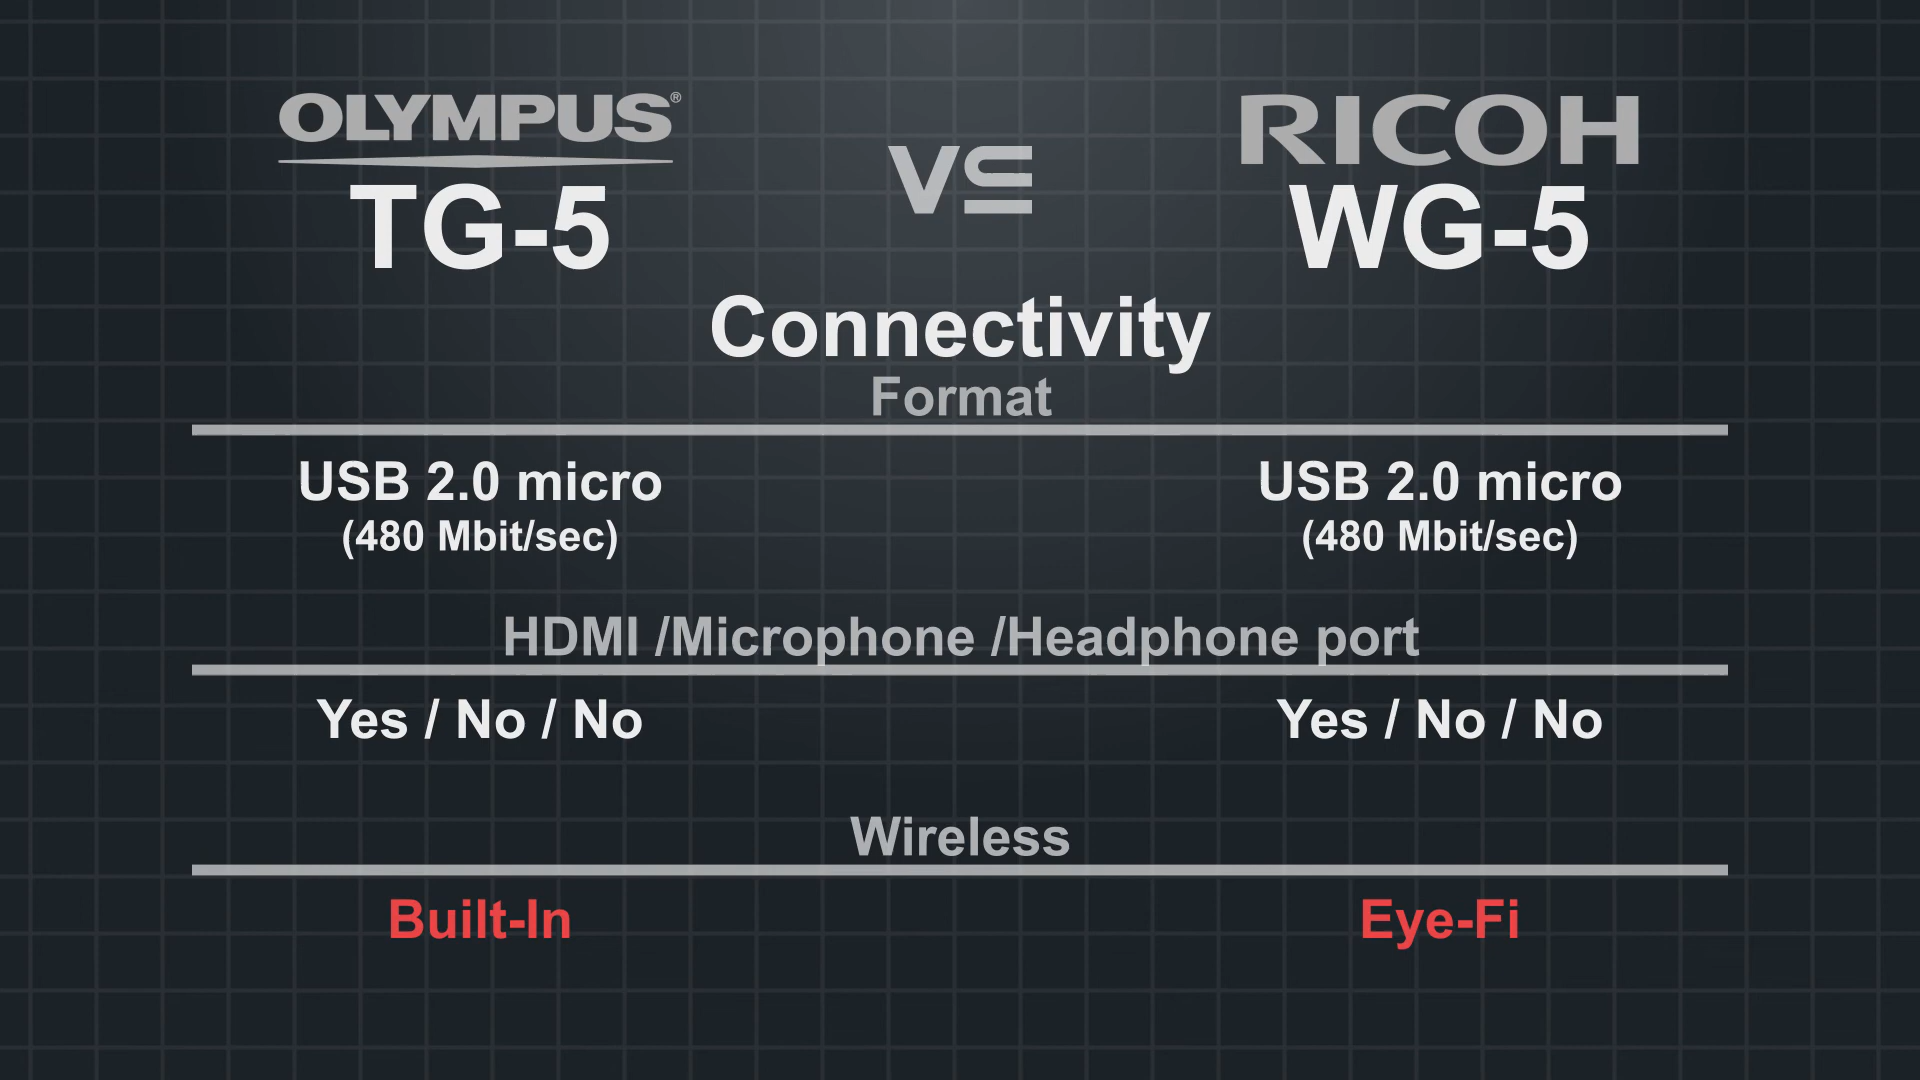 OLYMPUS®
TG-5
VS
RICOH
WG-5
Connectivity
Format
USB 2.0 micro
(480 Mbit/sec)
USB 2.0 micro
(480 Mbit/sec)
HDMI /Microphone /Headphone port
Yes / No / No
Yes / No / No
Wireless
Built-In
Eye-Fi